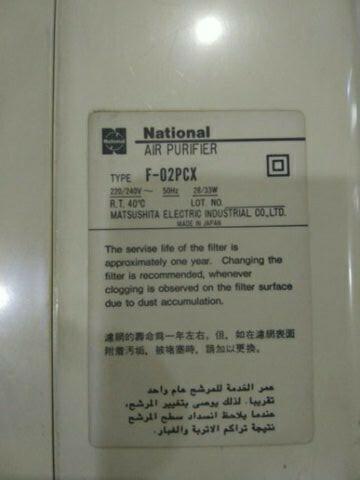 National
National
AIR PURIFIER
TYPE F-02PCX
220/240V~ 50Hz 28/33W
R.T. 40℃ LOT. NO.
MATSUSHITA ELECTRIC INDUSTRIAL CO.,LTD.
MADE IN JAPAN
The servise life of the filter is
approximately one year. Changing the
filter is recommended, whenever
clogging is observed on the filter surface
due to dust accumulation.
濾網的壽命爲一年左右。但，如在濾網表面
附着汚垢，被堵塞時，請加以更換。
عمر الخدمة للمرشح عام واحد
تقريبا. لذلك يوصى بتغيير المرشح،
عندما يلاحظ انسداد سطح المرشح
نتيجة تراكم الاتربة والغبار.